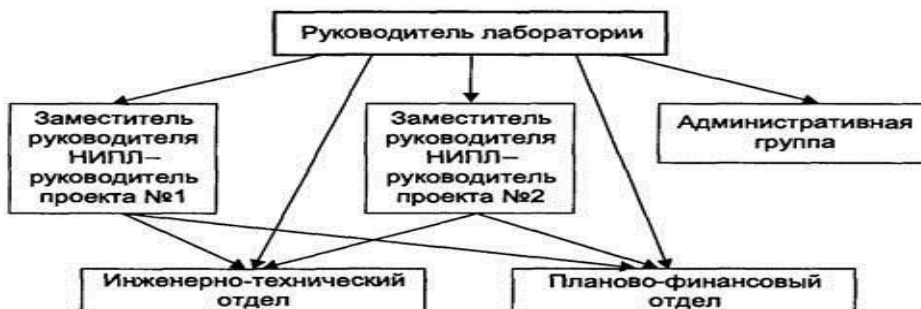 Руководитель лаборатории
Заместитель
руководителя
НИПЛ–
руководитель
проекта №1
Заместитель
руководителя
НИПЛ–
руководитель
проекта №2
Административная
группа
Инженерно-технический
отдел
Планово-финансовый
отдел